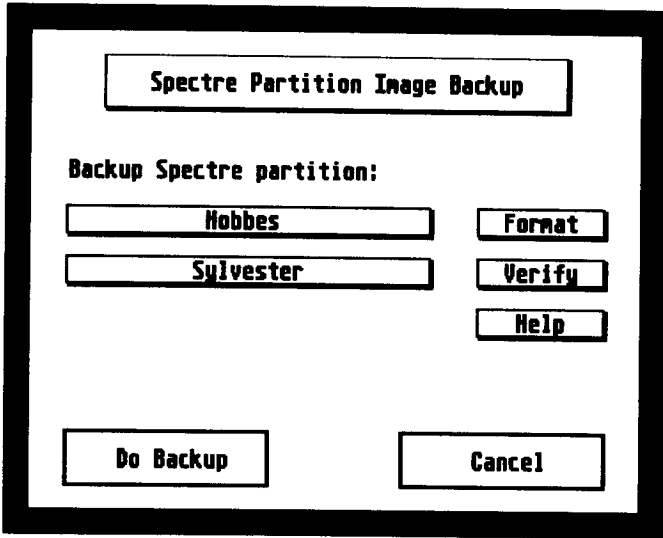 Spectre Partition Image Backup
Backup Spectre partition:
Hobbes
Format
Sylvester
Verify
Help
Do Backup
Cancel